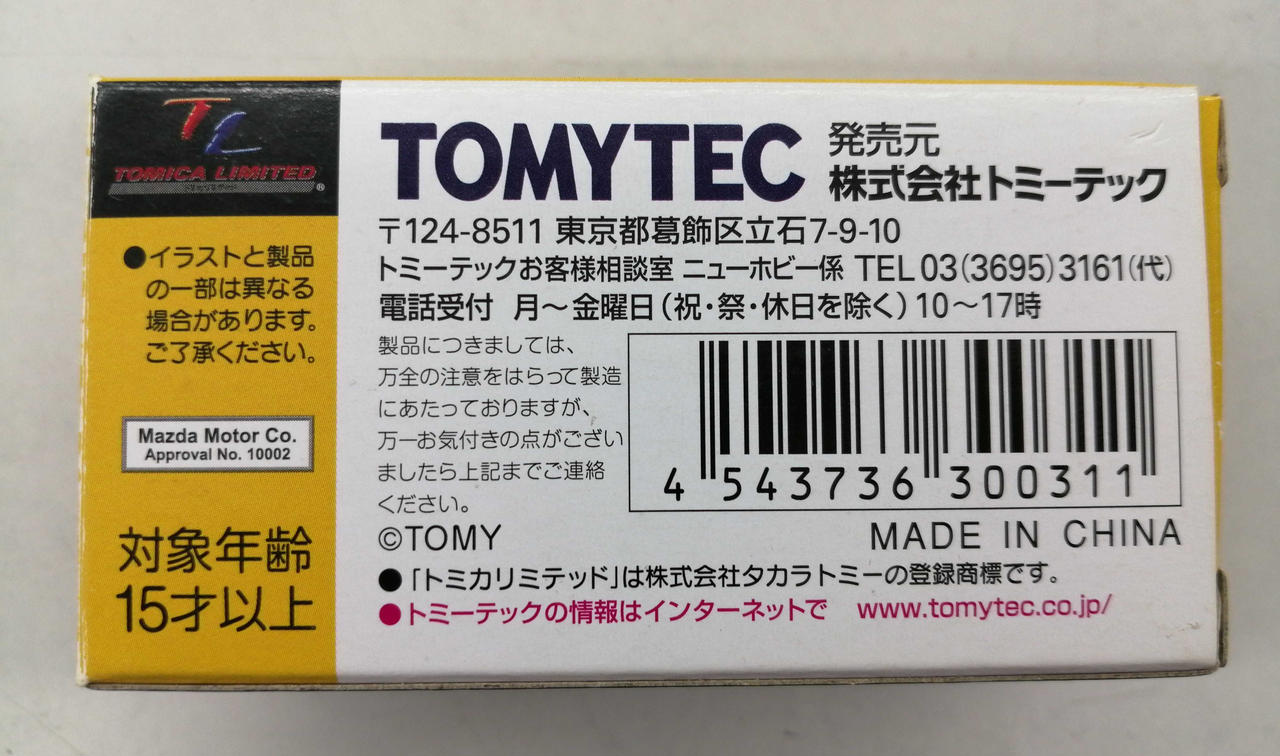 TL
TOMICA LIMITED
®
●イラストと製品
の一部は異なる
場合があります。
ご了承ください。
Mazda Motor Co.
Approval No. 10002
対象年齢
15才以上
TOMYTEC
発売元
株式会社トミーテック
〒124-8511 東京都葛飾区立石7-9-10
トミーテックお客様相談室 ニューホビー係 TEL 03(3695)3161(代)
電話受付 月～金曜日(祝・祭・休日を除く)10～17時
製品につきましては、
万全の注意をはらって製造
にあたっておりますが、
万一お気付きの点がござい
ましたら上記までご連絡
ください。
4 543736 300311
©TOMY
MADE IN CHINA
●「トミカリミテッド」は株式会社タカラトミーの登録商標です。
●トミーテックの情報はインターネットで www.tomytec.co.jp/